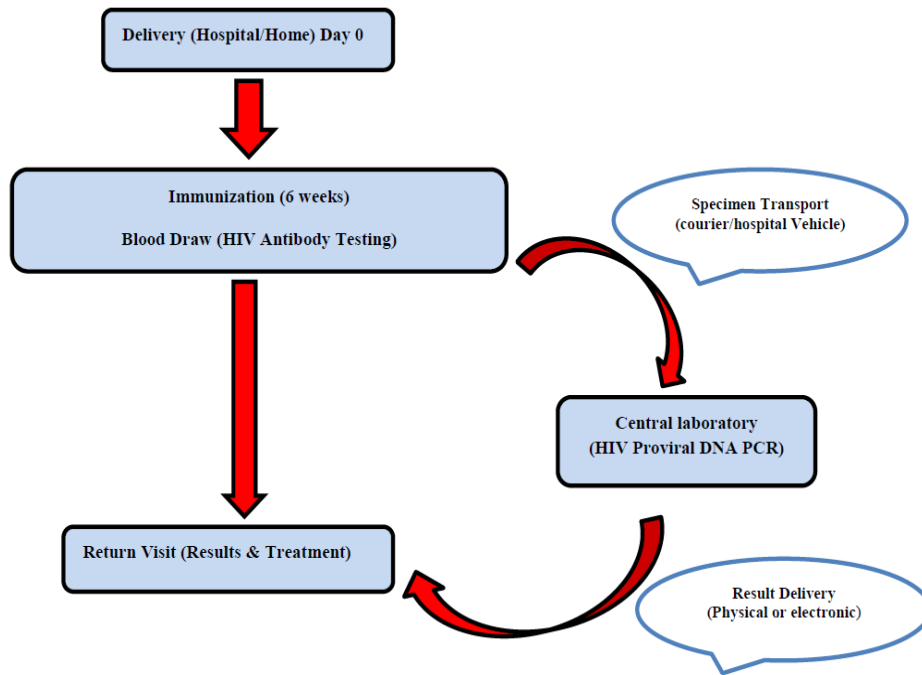 Delivery (Hospital/Home) Day 0
Immunization (6 weeks)
Blood Draw (HIV Antibody Testing)
Specimen Transport
(courier/hospital Vehicle)
Central laboratory
(HIV Proviral DNA PCR)
Return Visit (Results & Treatment)
Result Delivery
(Physical or electronic)